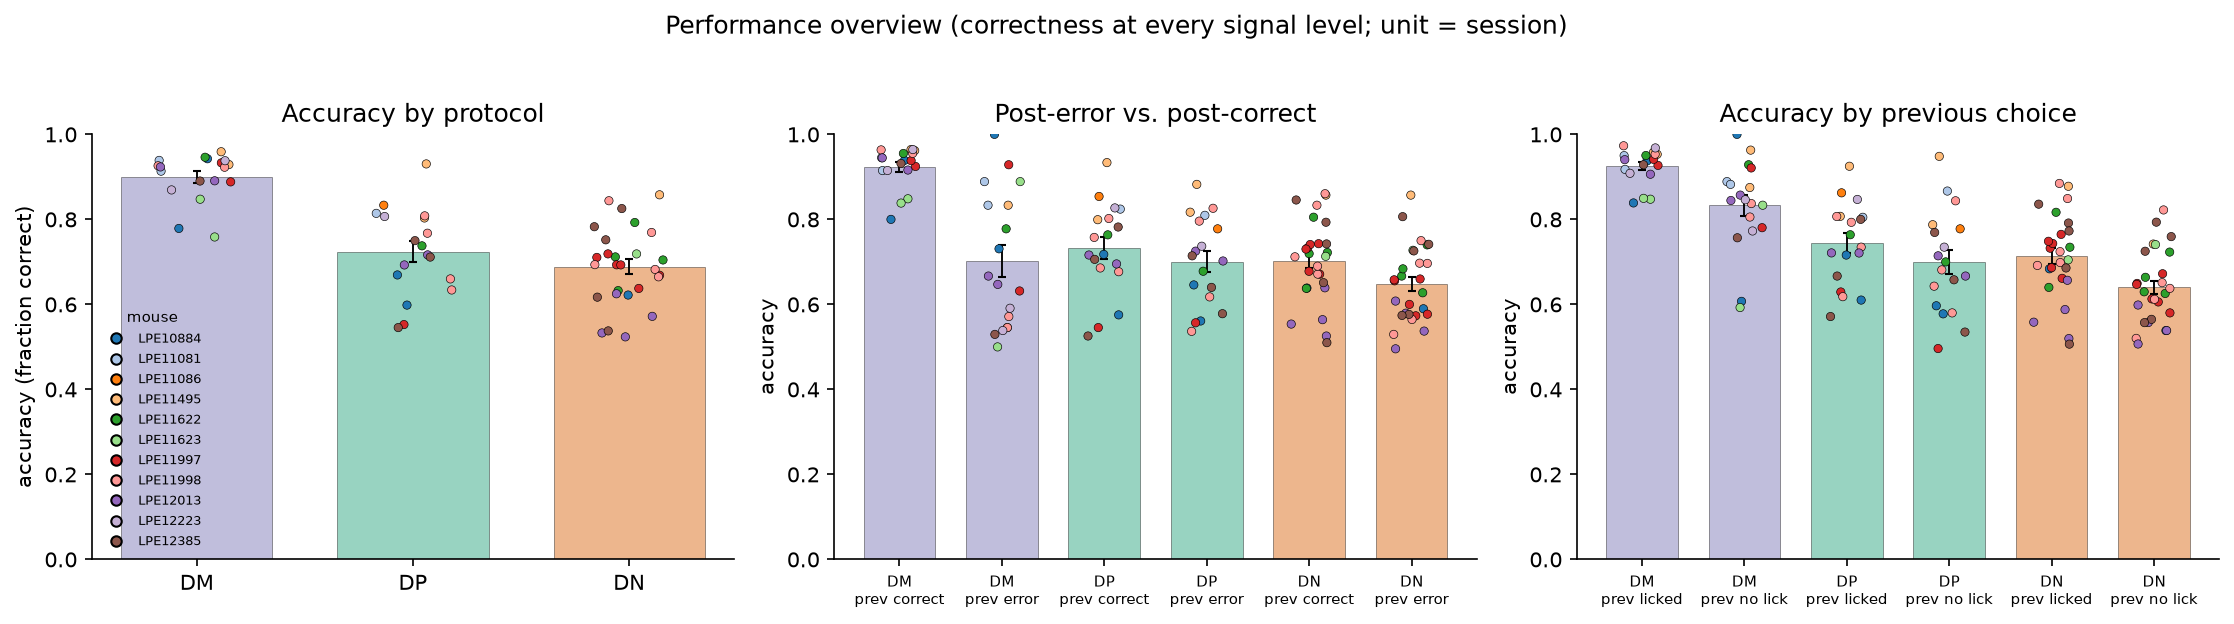 Performance overview (correctness at every signal level; unit = session)
Accuracy by protocol
accuracy (fraction correct)
1.0
0.8
0.6
0.4
0.2
0.0
mouse
LPE10884
LPE11081
LPE11086
LPE11495
LPE11622
LPE11623
LPE11997
LPE11998
LPE12013
LPE12223
LPE12385
DM
DP
DN
Post-error vs. post-correct
accuracy
1.0
0.8
0.6
0.4
0.2
0.0
DM
prev correct
DM
prev error
DP
prev correct
DP
prev error
DN
prev correct
DN
prev error
Accuracy by previous choice
accuracy
1.0
0.8
0.6
0.4
0.2
0.0
DM
prev licked
DM
prev no lick
DP
prev licked
DP
prev no lick
DN
prev licked
DN
prev no lick